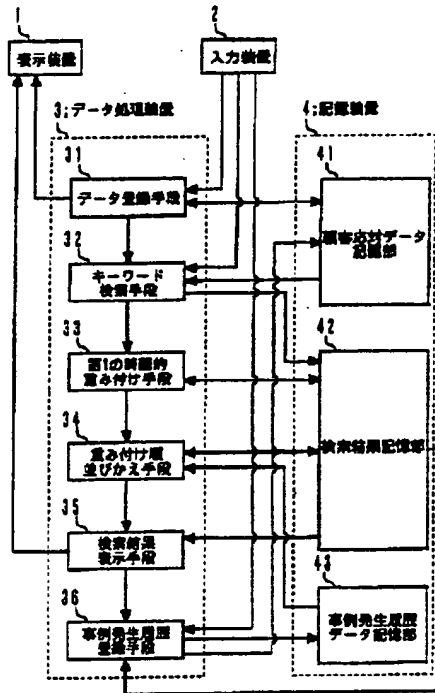 1
表示装置
2
入力装置
3;データ処理装置
4;記憶装置
31
データ登録手段
32
キーワード
検索手段
33
第1の時間的
重み付け手段
34
重み付け順
並びかえ手段
35
検索結果
表示手段
36
事例発生履歴
登録手段
41
顧客応対データ
記憶部
42
検索結果記憶部
43
事例発生履歴
データ記憶部